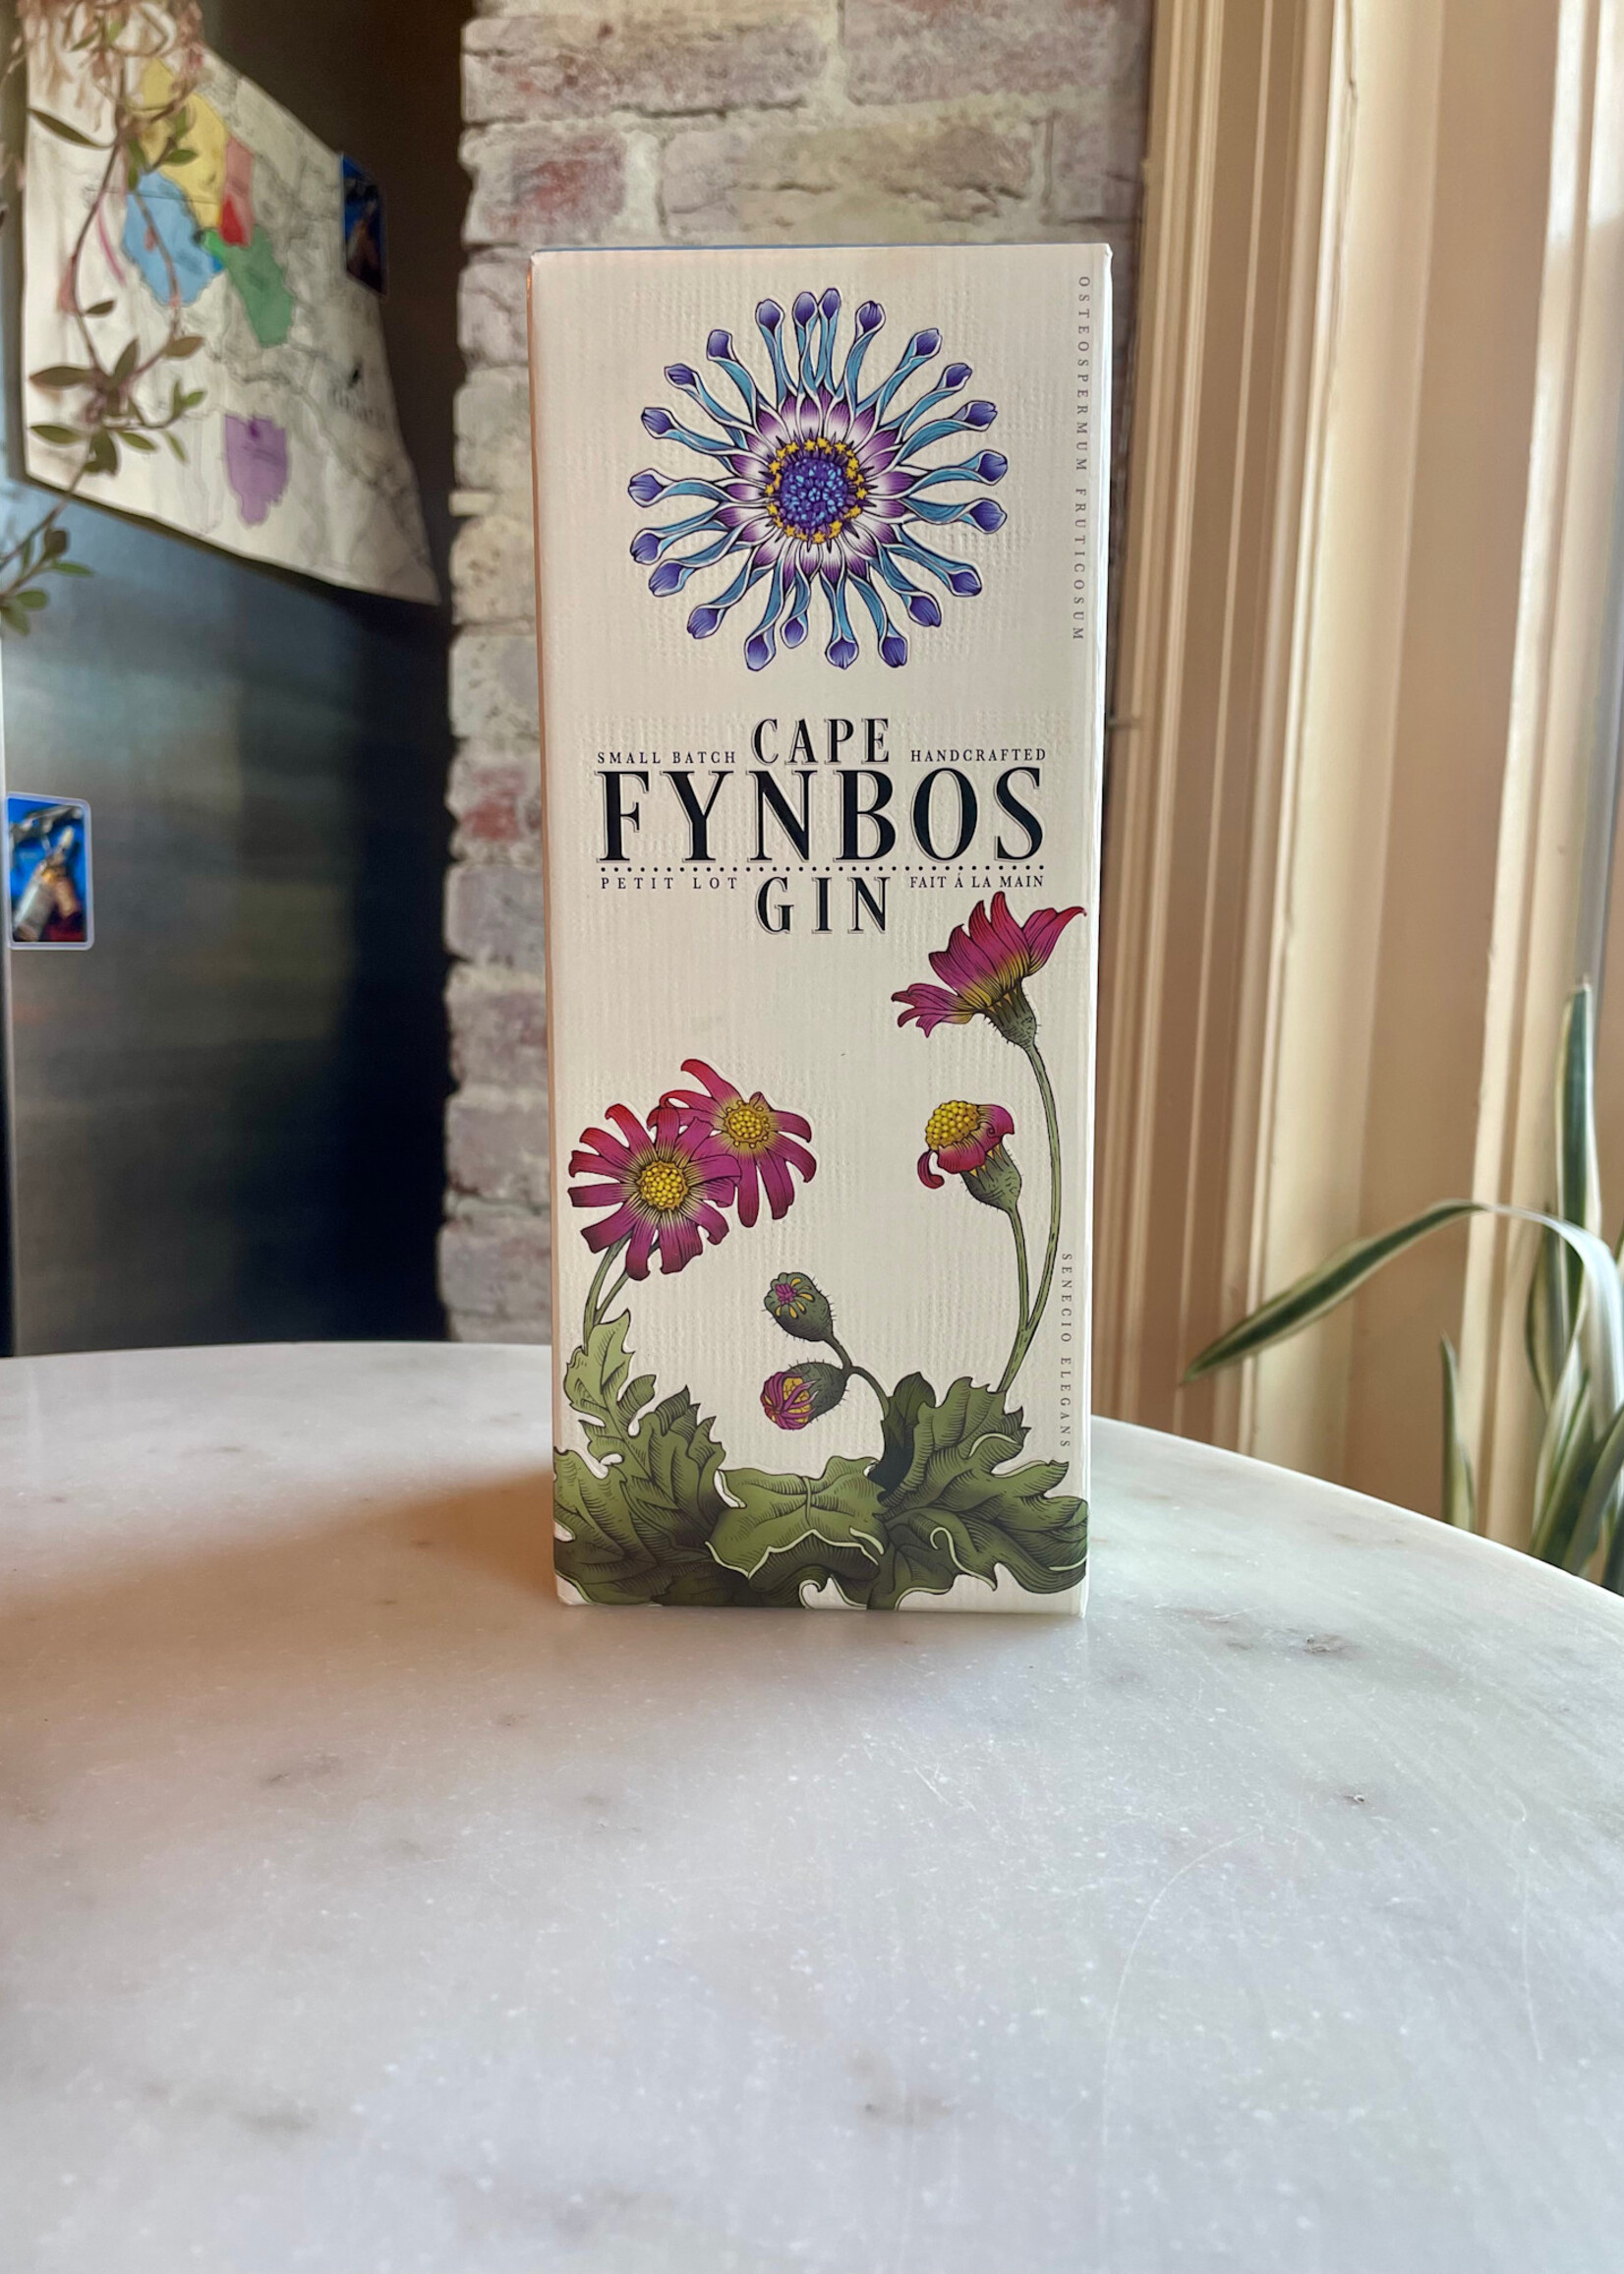 OSTEOSPERMUM FRUTICOSUM
CAPE
SMALL BATCH HANDCRAFTED
FYNBOS
PETIT LOT FAIT Á LA MAIN
GIN
SENECIO ELEGANS